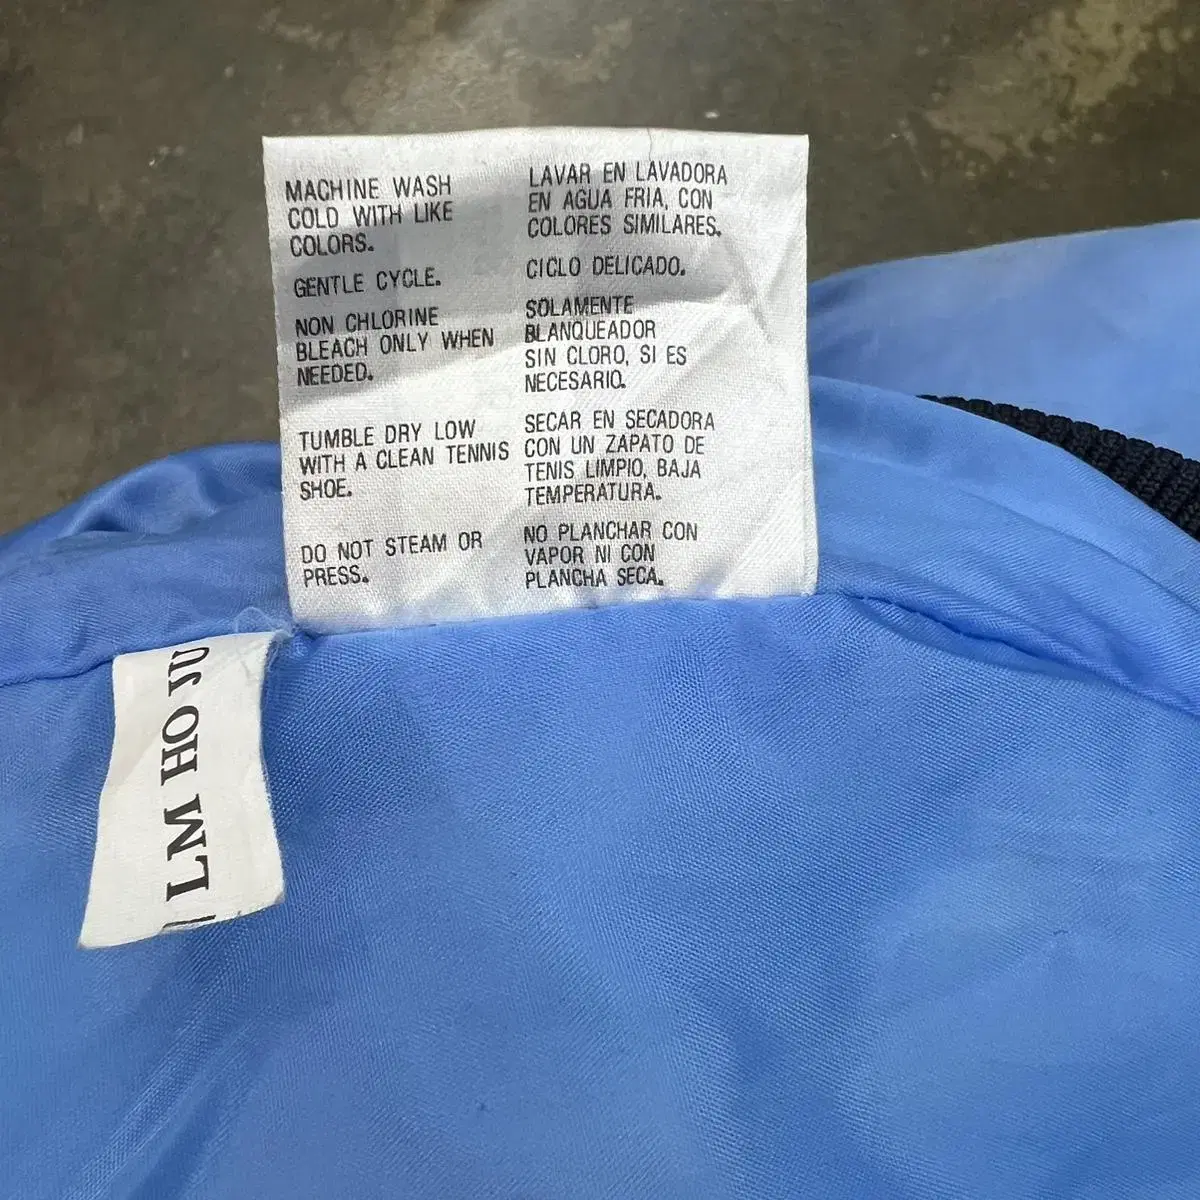 MACHINE WASH
COLD WITH LIKE
COLORS.
GENTLE CYCLE.
NON CHLORINE
BLEACH ONLY WHEN
NEEDED.
TUMBLE DRY LOW
WITH A CLEAN TENNIS
SHOE.
DO NOT STEAM OR
PRESS.
LAVAR EN LAVADORA
EN AGUA FRIA, CON
COLORES SIMILARES.
CICLO DELICADO.
SOLAMENTE
BLANQUEADOR
SIN CLORO, SI ES
NECESARIO.
SECAR EN SECADORA
CON UN ZAPATO DE
TENIS LIMPIO, BAJA
TEMPERATURA.
NO PLANCHAR CON
VAPOR NI CON
PLANCHA SECA.
LM HO JU